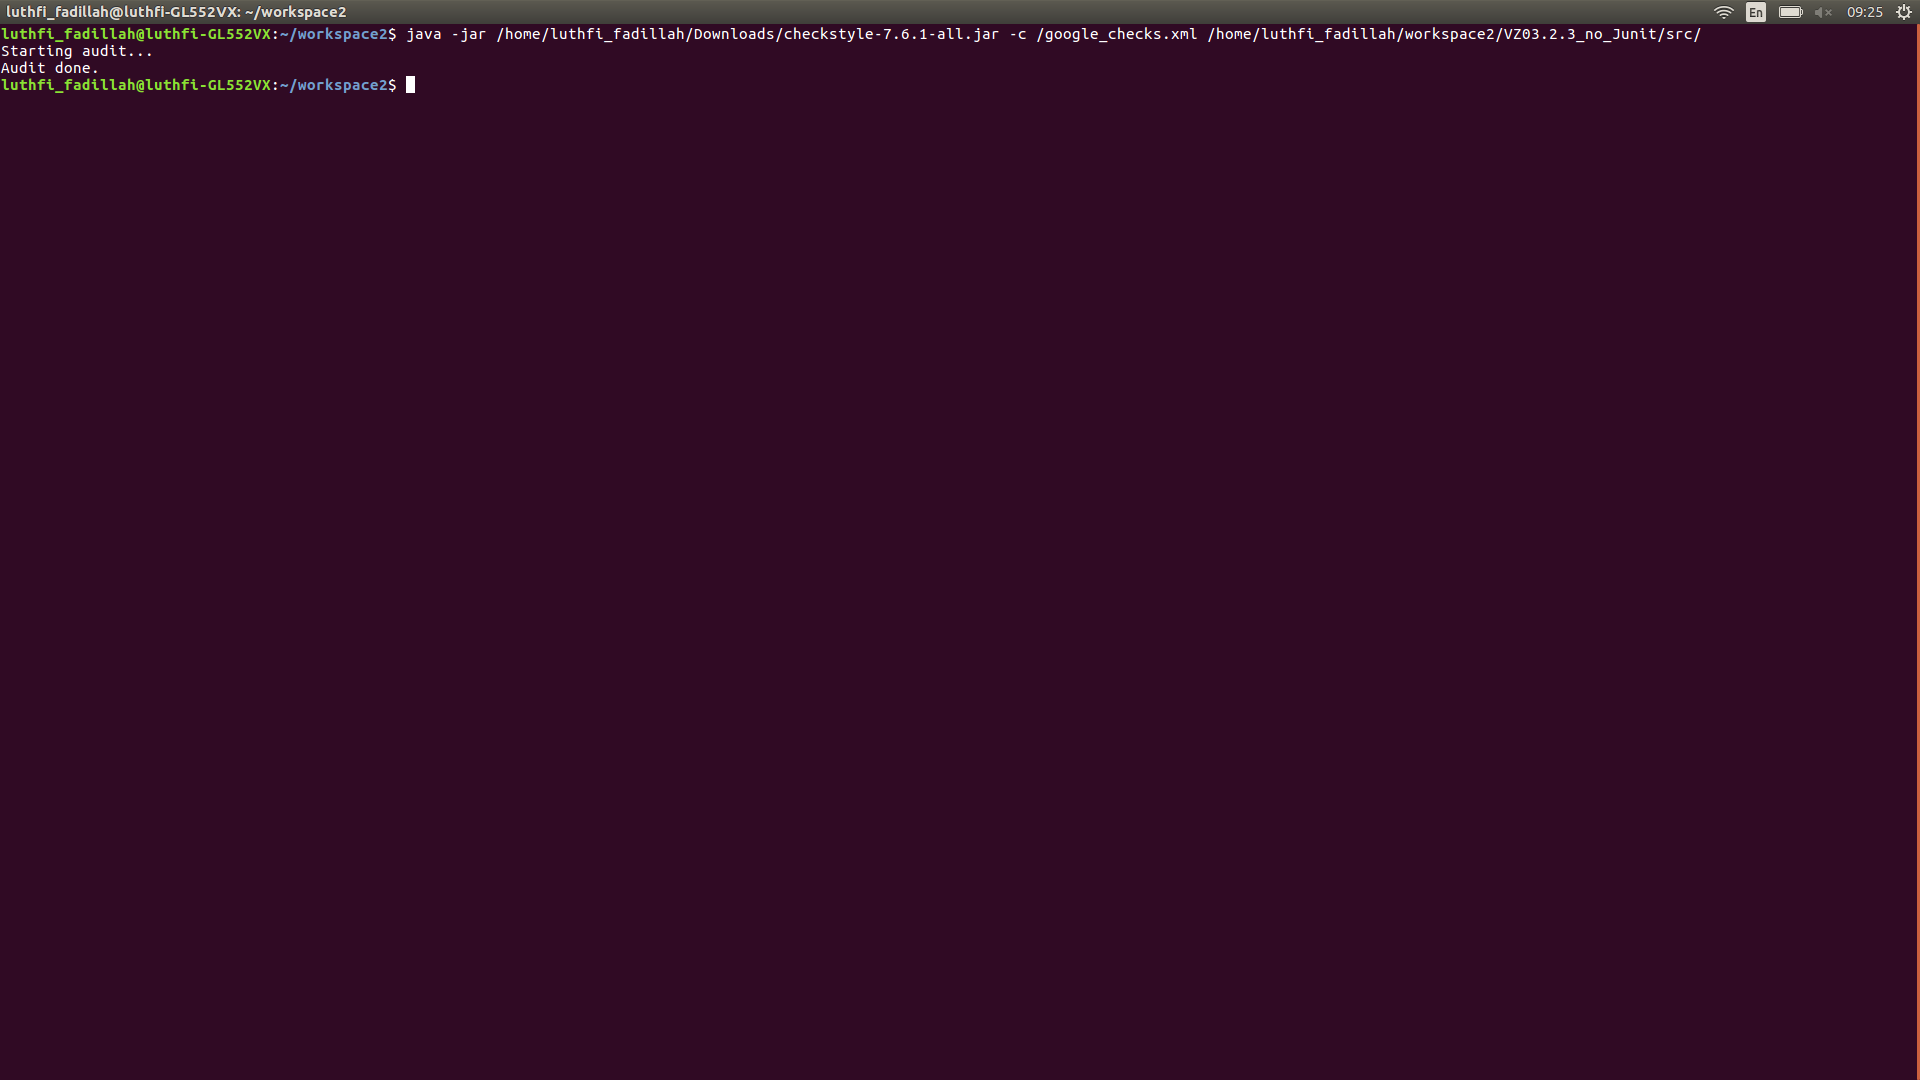 luthfi_fadillah@luthfi-GL552VX: ~/workspace2 En 09:25
luthfi_fadillah@luthfi-GL552VX:~/workspace2$ java -jar /home/luthfi_fadillah/Downloads/checkstyle-7.6.1-all.jar -c /google_checks.xml /home/luthfi_fadillah/workspace2/VZ03.2.3_no_Junit/src/
Starting audit...
Audit done.
luthfi_fadillah@luthfi-GL552VX:~/workspace2$